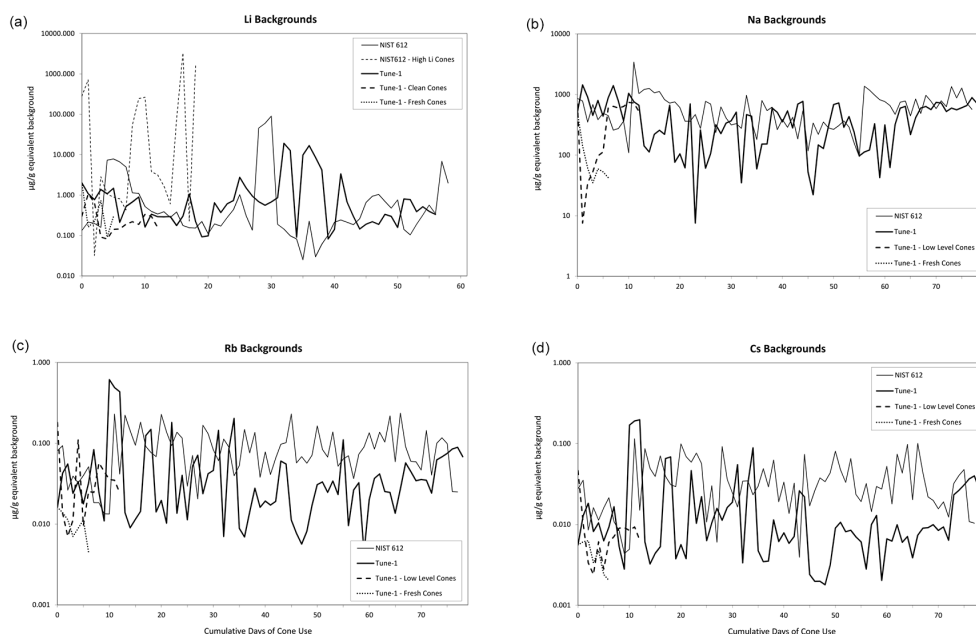 (a)
Li Backgrounds
µg/g equivalent background
10000.000
1000.000
100.000
10.000
1.000
0.100
0.010
0
10
20
30
40
50
60
NIST 612
NIST612 - High Li Cones
Tune-1
Tune-1 - Clean Cones
Tune-1 - Fresh Cones
(b)
Na Backgrounds
µg/g equivalent background
10000
1000
100
10
1
0
10
20
30
40
50
60
70
NIST 612
Tune-1
Tune-1 - Low Level Cones
Tune-1 - Fresh Cones
(c)
Rb Backgrounds
µg/g equivalent background
1.000
0.100
0.010
0.001
0
10
20
30
40
50
60
70
NIST 612
Tune-1
Tune-1 - Low Level Cones
Tune-1 - Fresh Cones
Cumulative Days of Cone Use
(d)
Cs Backgrounds
µg/g equivalent background
1.000
0.100
0.010
0.001
0
10
20
30
40
50
60
70
NIST 612
Tune-1
Tune-1 - Low Level Cones
Tune-1 - Fresh Cones
Cumulative Days of Cone Use